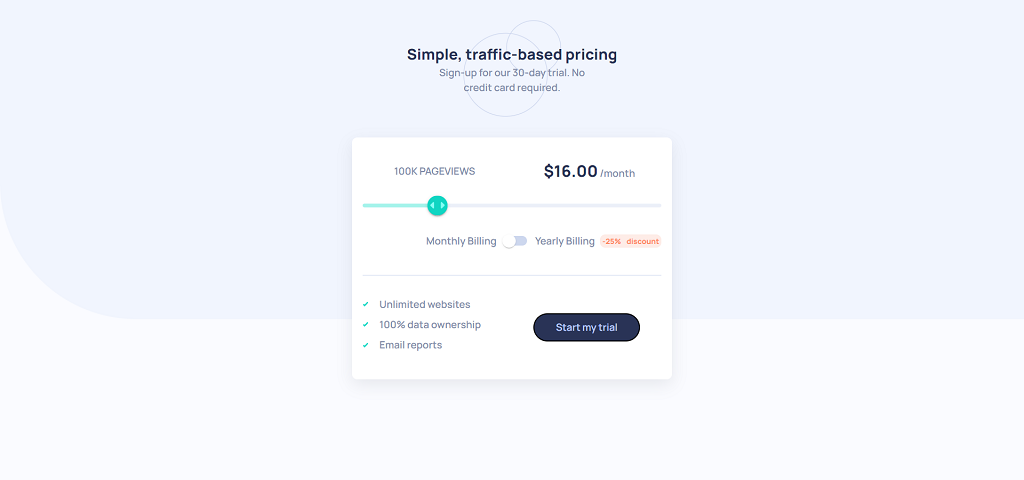 Simple, traffic-based pricing
Sign-up for our 30-day trial. No
credit card required.
100K PAGEVIEWS
$16.00 /month
Monthly Billing
Yearly Billing
-25% discount
Unlimited websites
100% data ownership
Email reports
Start my trial